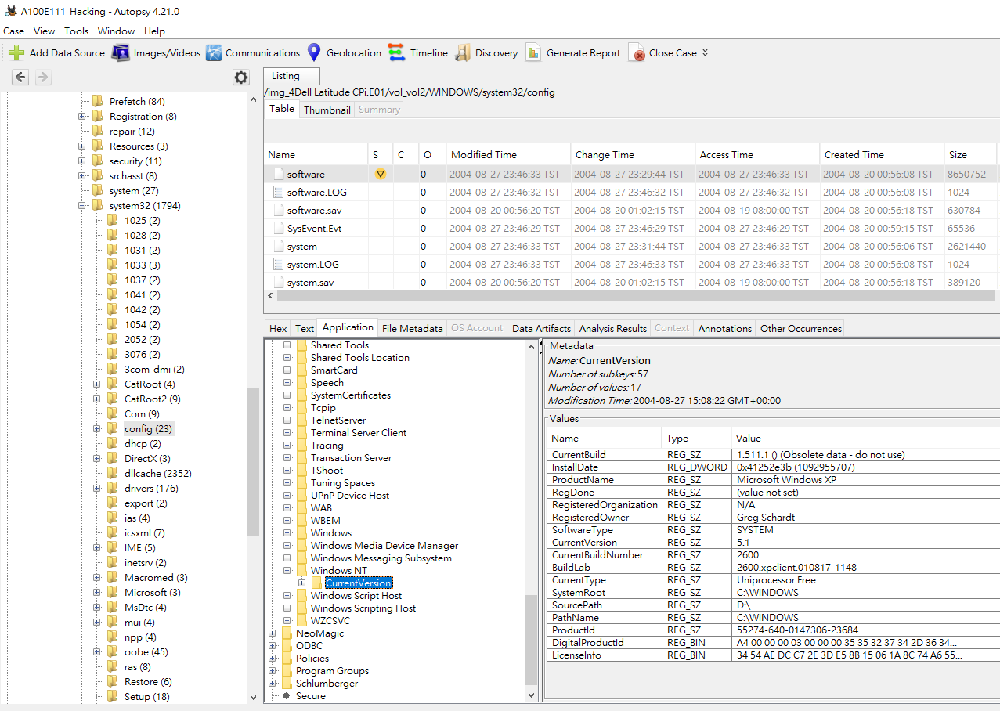 A100E111_Hacking - Autopsy 4.21.0
Case View Tools Window Help
Add Data Source Images/Videos Communications Geolocation Timeline Discovery Generate Report Close Case
Prefetch (84)
Registration (8)
repair (12)
Resources (3)
security (11)
srchasst (8)
system (27)
system32 (1794)
1025 (2)
1028 (2)
1031 (2)
1033 (3)
1037 (2)
1041 (2)
1042 (2)
1054 (2)
2052 (2)
3076 (2)
3com_dmi (2)
CatRoot (4)
CatRoot2 (9)
Com (9)
config (23)
dhcp (2)
DirectX (3)
dllcache (2352)
drivers (176)
export (2)
ias (4)
icsxml (7)
IME (5)
inetsrv (2)
Macromed (3)
Microsoft (3)
MsDtc (4)
mui (4)
npp (4)
oobe (45)
ras (8)
Restore (6)
Setup (18)
Listing
/img_4Dell Latitude CPi.E01/vol_vol2/WINDOWS/system32/config
Table Thumbnail Summary
Name S C O Modified Time Change Time Access Time Created Time Size
software 0 2004-08-27 23:46:33 TST 2004-08-27 23:29:44 TST 2004-08-27 23:46:33 TST 2004-08-20 00:56:08 TST 8650752
software.LOG 0 2004-08-27 23:46:32 TST 2004-08-27 23:46:32 TST 2004-08-27 23:46:32 TST 2004-08-20 00:56:08 TST 1024
software.sav 0 2004-08-20 00:56:20 TST 2004-08-20 01:02:15 TST 2004-08-19 08:00:00 TST 2004-08-20 00:56:18 TST 630784
SysEvent.Evt 0 2004-08-27 23:46:29 TST 2004-08-27 23:46:29 TST 2004-08-27 23:46:29 TST 2004-08-20 00:59:15 TST 65536
system 0 2004-08-27 23:46:33 TST 2004-08-27 23:31:44 TST 2004-08-27 23:46:33 TST 2004-08-20 00:56:06 TST 2621440
system.LOG 0 2004-08-27 23:46:29 TST 2004-08-27 23:46:29 TST 2004-08-27 23:46:29 TST 2004-08-20 00:56:08 TST 1024
system.sav 0 2004-08-20 00:56:20 TST 2004-08-20 01:02:15 TST 2004-08-19 08:00:00 TST 2004-08-20 00:56:18 TST 389120
Hex Text Application File Metadata OS Account Data Artifacts Analysis Results Context Annotations Other Occurrences
Shared Tools
Shared Tools Location
SmartCard
Speech
SystemCertificates
Tcpip
TelnetServer
Terminal Server Client
Tracing
Transaction Server
TShoot
Tuning Spaces
UPnP Device Host
WAB
WBEM
Windows
Windows Media Device Manager
Windows Messaging Subsystem
Windows NT
CurrentVersion
Windows Script Host
Windows Scripting Host
WZCSVC
NeoMagic
ODBC
Policies
Program Groups
Schlumberger
Secure
Metadata
Name: CurrentVersion
Number of subkeys: 57
Number of values: 17
Modification Time: 2004-08-27 15:08:22 GMT+00:00
Values
Name Type Value
CurrentBuild REG_SZ 1.511.1 () (Obsolete data - do not use)
InstallDate REG_DWORD 0x41252e3b (1092955707)
ProductName REG_SZ Microsoft Windows XP
RegDone REG_SZ (value not set)
RegisteredOrganization REG_SZ N/A
RegisteredOwner REG_SZ Greg Schardt
SoftwareType REG_SZ SYSTEM
CurrentVersion REG_SZ 5.1
CurrentBuildNumber REG_SZ 2600
BuildLab REG_SZ 2600.xpclient.010817-1148
CurrentType REG_SZ Uniprocessor Free
SystemRoot REG_SZ C:\WINDOWS
SourcePath REG_SZ D:\
PathName REG_SZ C:\WINDOWS
ProductId REG_SZ 55274-640-0147306-23684
DigitalProductId REG_BIN A4 00 00 00 03 00 00 00 35 35 32 37 34 2D 36 34...
LicenseInfo REG_BIN 34 54 AE DC C7 2E 3D E5 8B 15 06 1A 8C 74 A6 55...